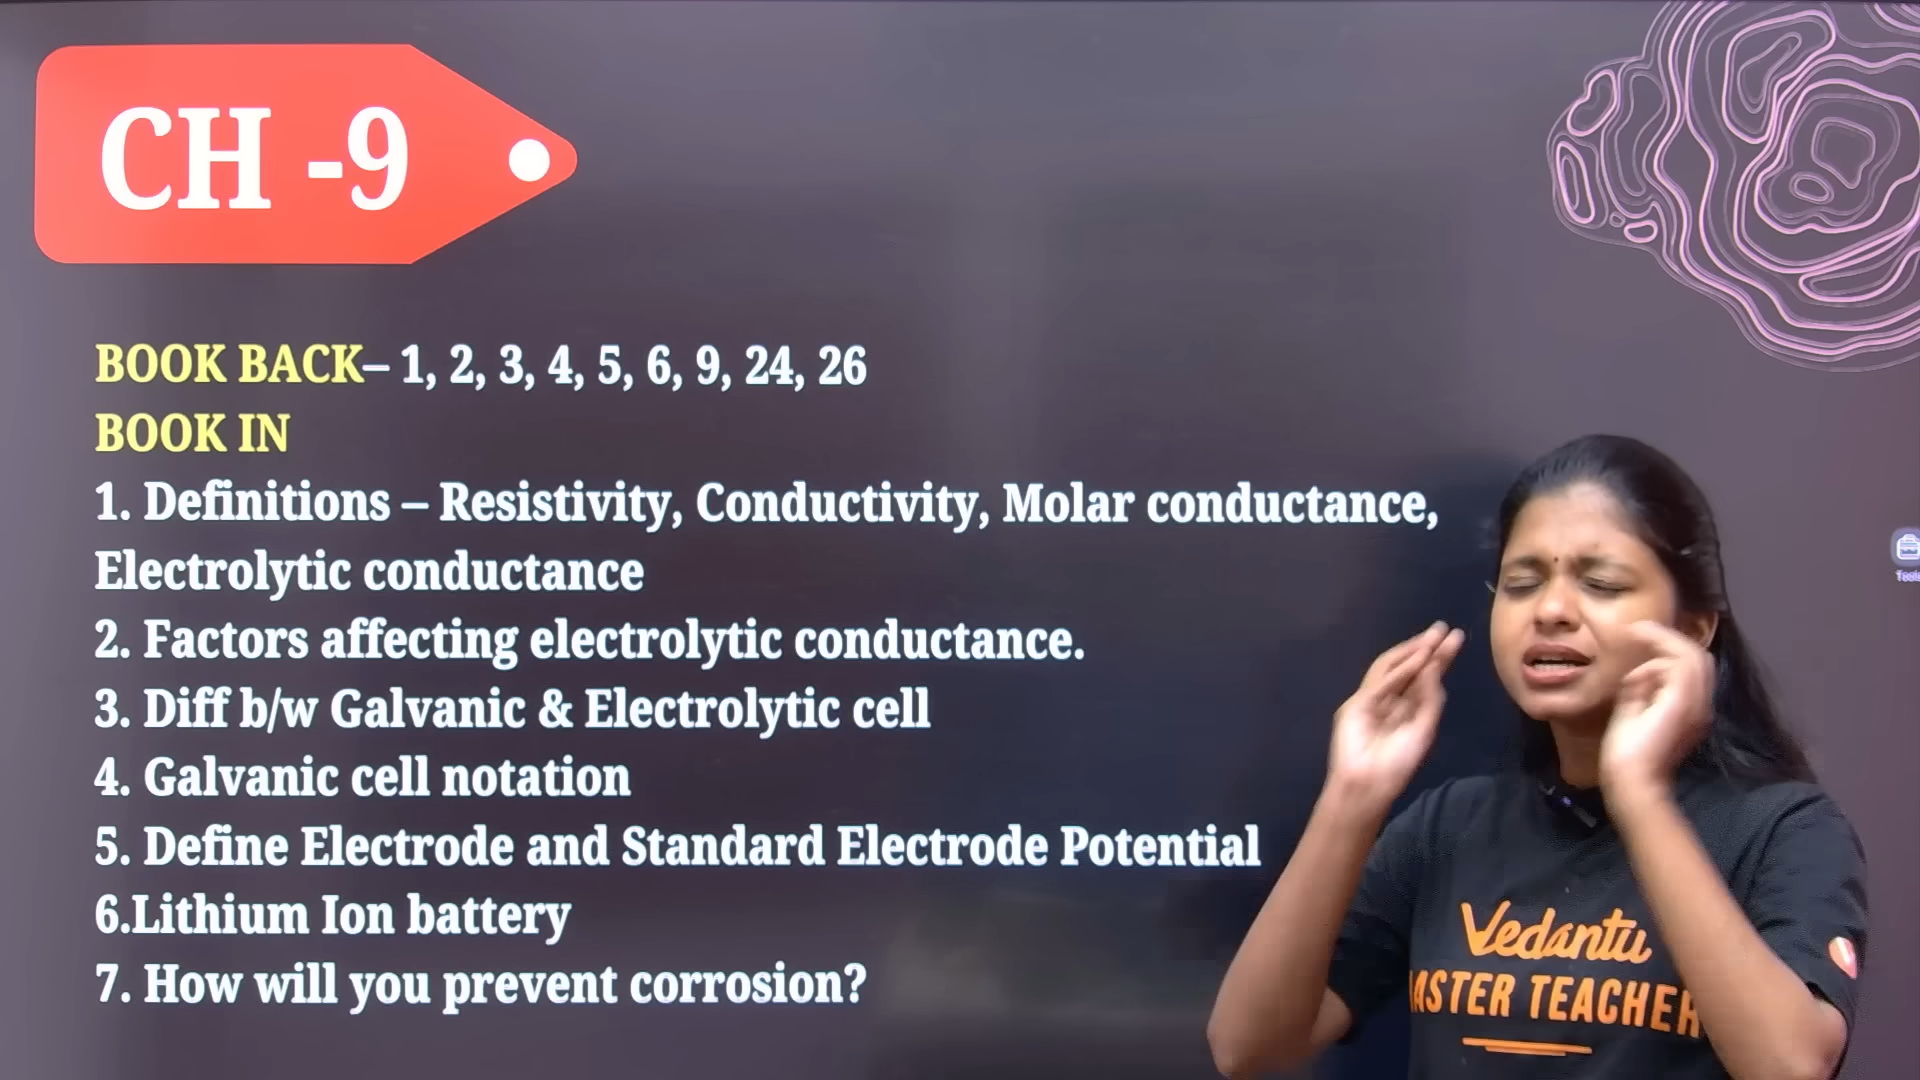 CH -9
BOOK BACK– 1, 2, 3, 4, 5, 6, 9, 24, 26
BOOK IN
1. Definitions – Resistivity, Conductivity, Molar conductance,
Electrolytic conductance
2. Factors affecting electrolytic conductance.
3. Diff b/w Galvanic & Electrolytic cell
4. Galvanic cell notation
5. Define Electrode and Standard Electrode Potential
6.Lithium Ion battery
7. How will you prevent corrosion?
Vedantu
MASTER TEACHER